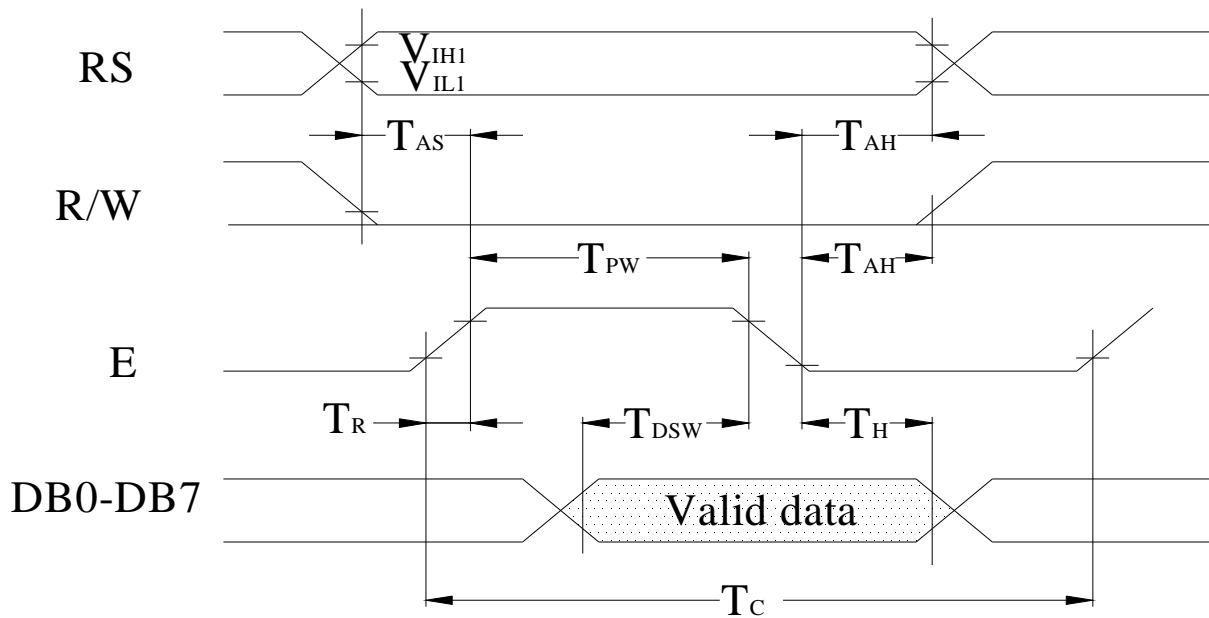 RS
VIH1
VIL1
TAS
TAH
R/W
TPW
TAH
E
TR
TDSW
TH
DB0-DB7
Valid data
TC